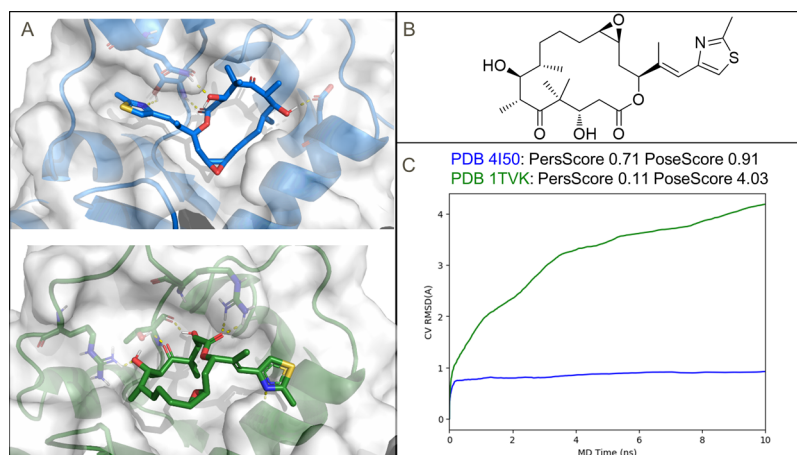 A
B
O
N
S
HO
O
O
OH
O
C
PDB 4I50: PersScore 0.71 PoseScore 0.91
PDB 1TVK: PersScore 0.11 PoseScore 4.03
CV RMSD(A)
4
3
2
1
0
0 2 4 6 8 10
MD Time (ns)